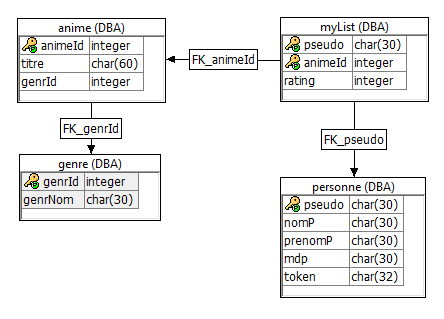 anime (DBA)
animeId integer
titre char(60)
genrId integer
FK_animeId
myList (DBA)
pseudo char(30)
animeId integer
rating integer
FK_genrId
FK_pseudo
genre (DBA)
genrId integer
genrNom char(30)
personne (DBA)
pseudo char(30)
nomP char(30)
prenomP char(30)
mdp char(30)
token char(32)